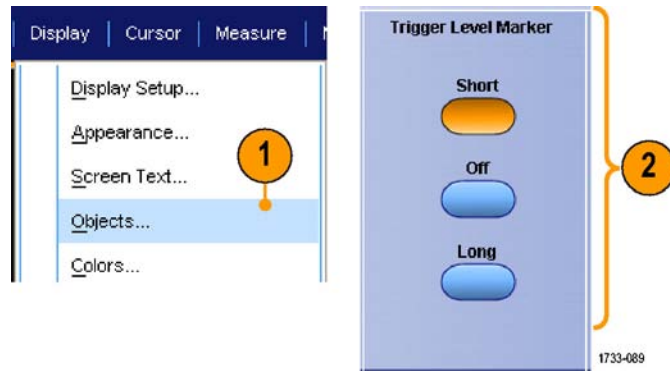 Display | Cursor | Measure |
Display Setup...
Appearance...
Screen Text...
Objects...
Colors...
1
Trigger Level Marker
Short
Off
Long
2
1733-089